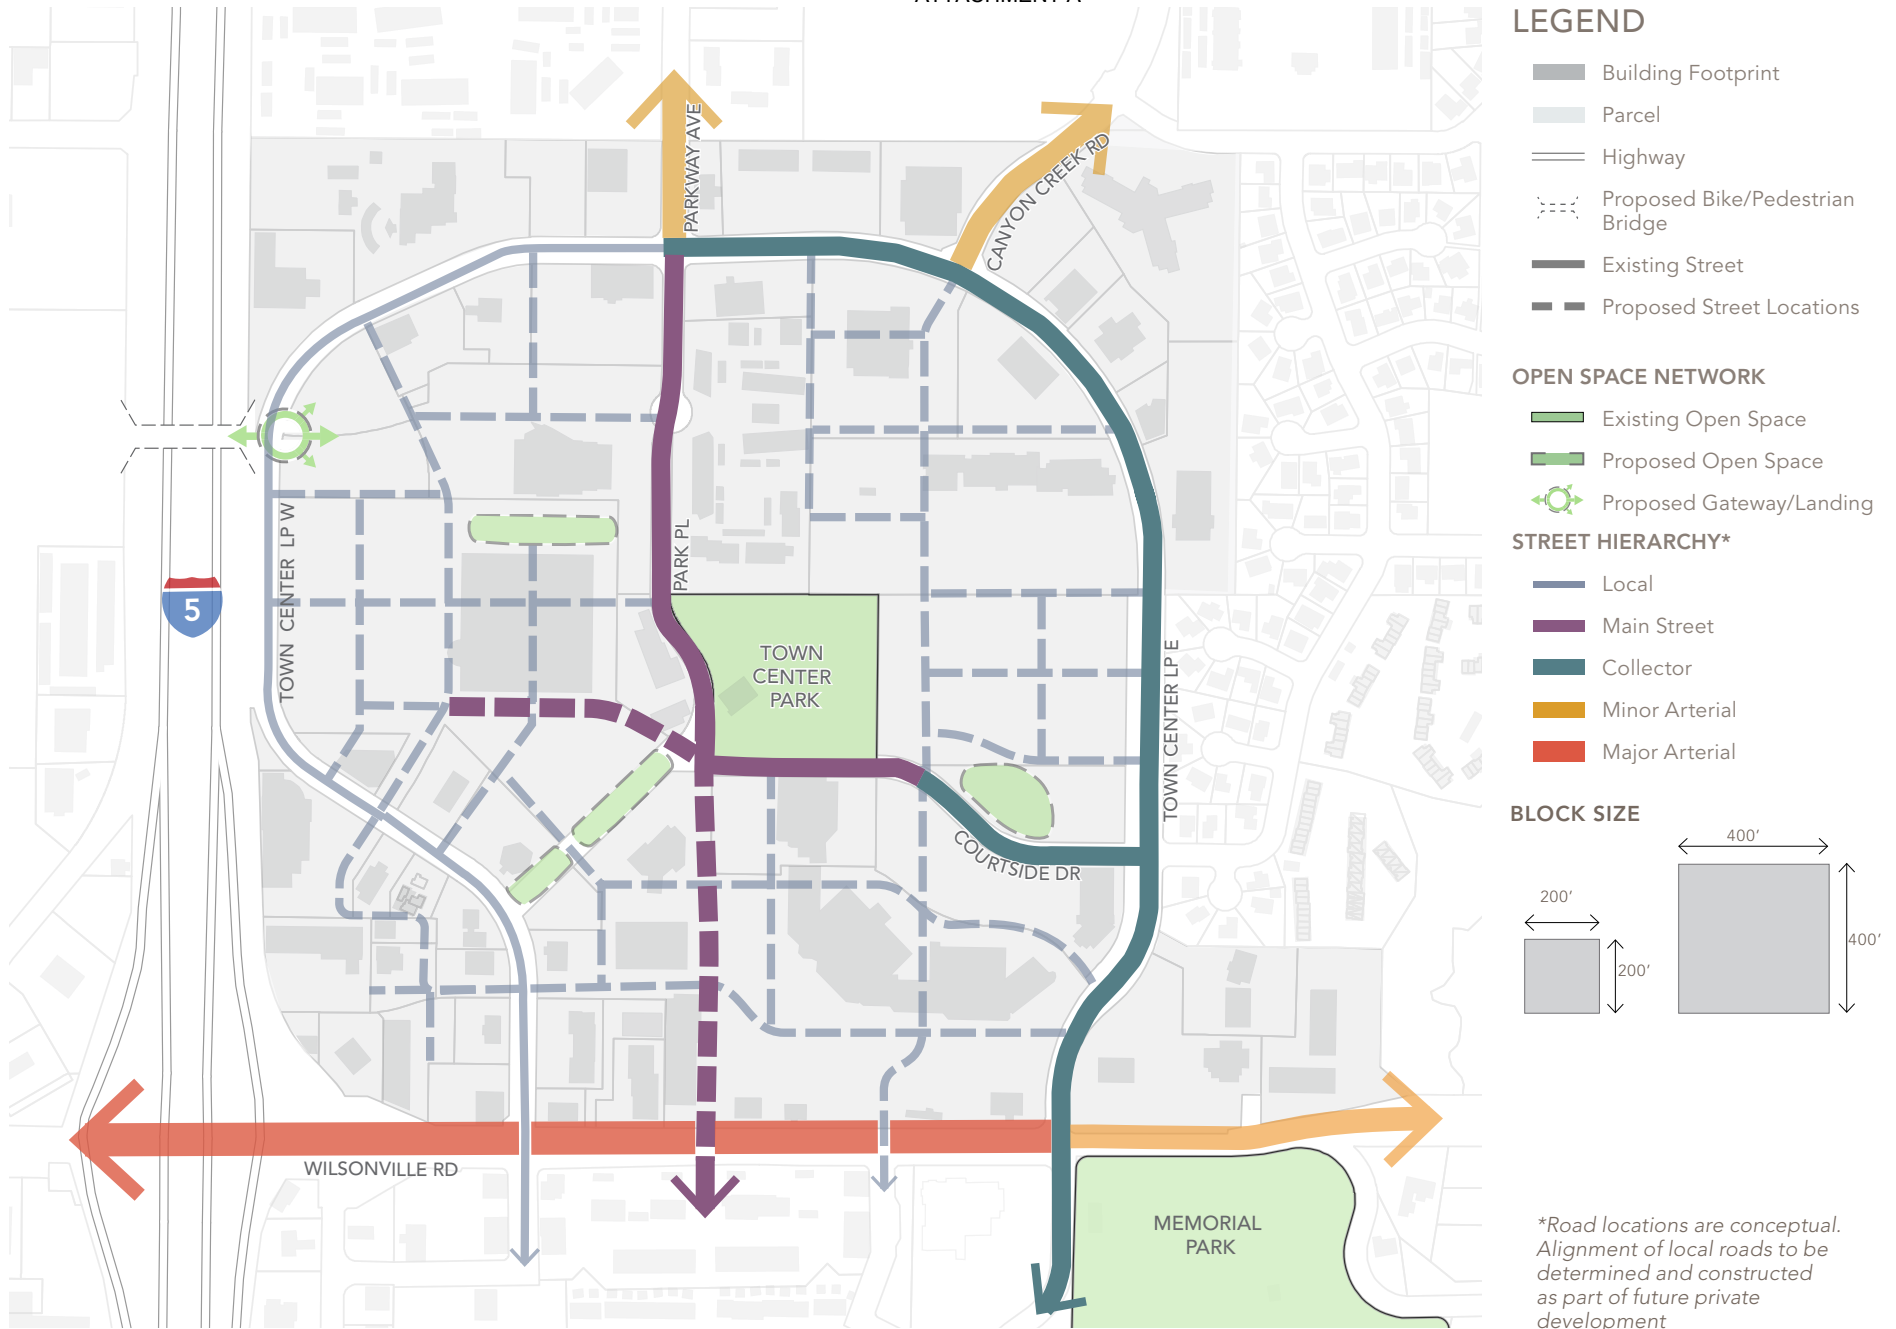 ATTACHMENT A
PARKWAY AVE
CANYON CREEK RD
TOWN CENTER LP W
PARK PL
5
TOWN
CENTER
PARK
TOWN CENTER LP E
COURTSIDE DR
WILSONVILLE RD
MEMORIAL
PARK
LEGEND
Building Footprint
Parcel
Highway
Proposed Bike/Pedestrian
Bridge
Existing Street
Proposed Street Locations
OPEN SPACE NETWORK
Existing Open Space
Proposed Open Space
Proposed Gateway/Landing
STREET HIERARCHY*
Local
Main Street
Collector
Minor Arterial
Major Arterial
BLOCK SIZE
400'
200'
400'
200'
*Road locations are conceptual.
Alignment of local roads to be
determined and constructed
as part of future private
development